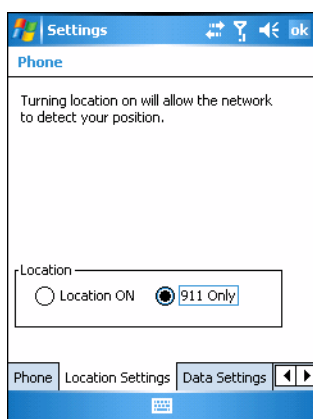 Settings
ok
Phone
Turning location on will allow the network
to detect your position.
Location
Location ON 911 Only
Phone Location Settings Data Settings